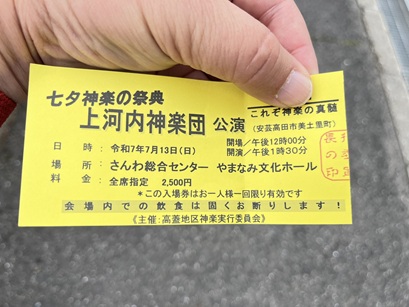 七夕神楽の祭典
これぞ神楽の真髄
上河内神楽団 公演
(安芸高田市美土里町)
日 時:令和7年7月13日(日) 開場/午後12時00分
開演/午後1時30分
場 所:さんわ総合センター やまなみ文化ホール
料 金:全席指定 2,500円
*この入場券はお一人様一回限り有効です
会場内での飲食は固くお断りします!
《主催:高蓋地区神楽実行委員会》